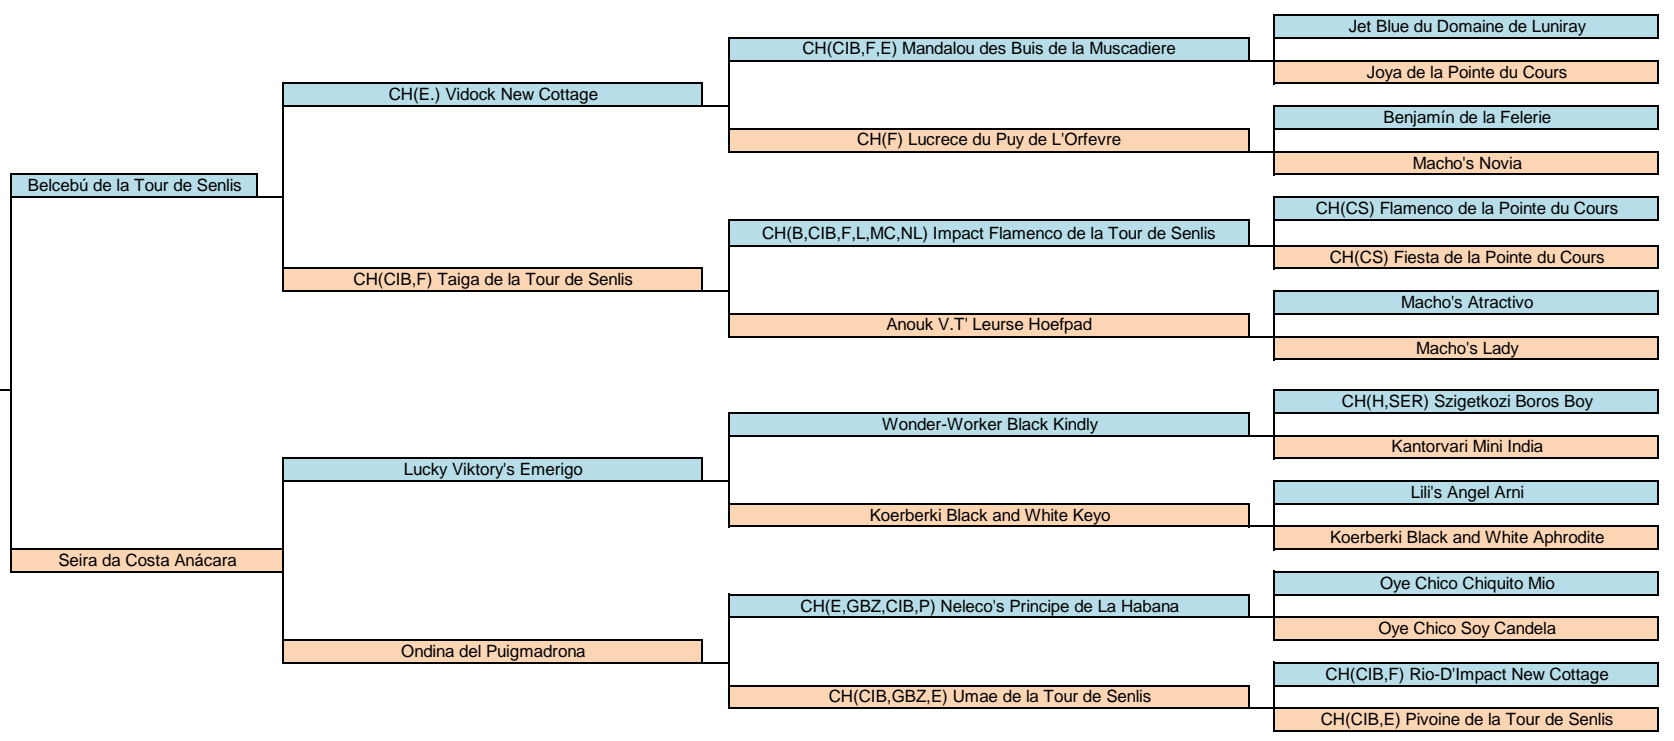 Jet Blue du Domaine de Luniray
CH(CIB,F,E) Mandalou des Buis de la Muscadiere
Joya de la Pointe du Cours
CH(E.) Vidock New Cottage
Benjamín de la Felerie
CH(F) Lucrece du Puy de L'Orfevre
Macho's Novia
Belcebú de la Tour de Senlis
CH(CS) Flamenco de la Pointe du Cours
CH(B,CIB,F,L,MC,NL) Impact Flamenco de la Tour de Senlis
CH(CS) Fiesta de la Pointe du Cours
CH(CIB,F) Taiga de la Tour de Senlis
Macho's Atractivo
Anouk V.T' Leurse Hoefpad
Macho's Lady
CH(H,SER) Szigetkozi Boros Boy
Wonder-Worker Black Kindly
Kantorvari Mini India
Lucky Viktory's Emerigo
Lili's Angel Arni
Koerberki Black and White Keyo
Koerberki Black and White Aphrodite
Seira da Costa Anácara
Oye Chico Chiquito Mio
CH(E,GBZ,CIB,P) Neleco's Principe de La Habana
Oye Chico Soy Candela
Ondina del Puigmadrona
CH(CIB,F) Rio-D'Impact New Cottage
CH(CIB,GBZ,E) Umae de la Tour de Senlis
CH(CIB,E) Pivoine de la Tour de Senlis